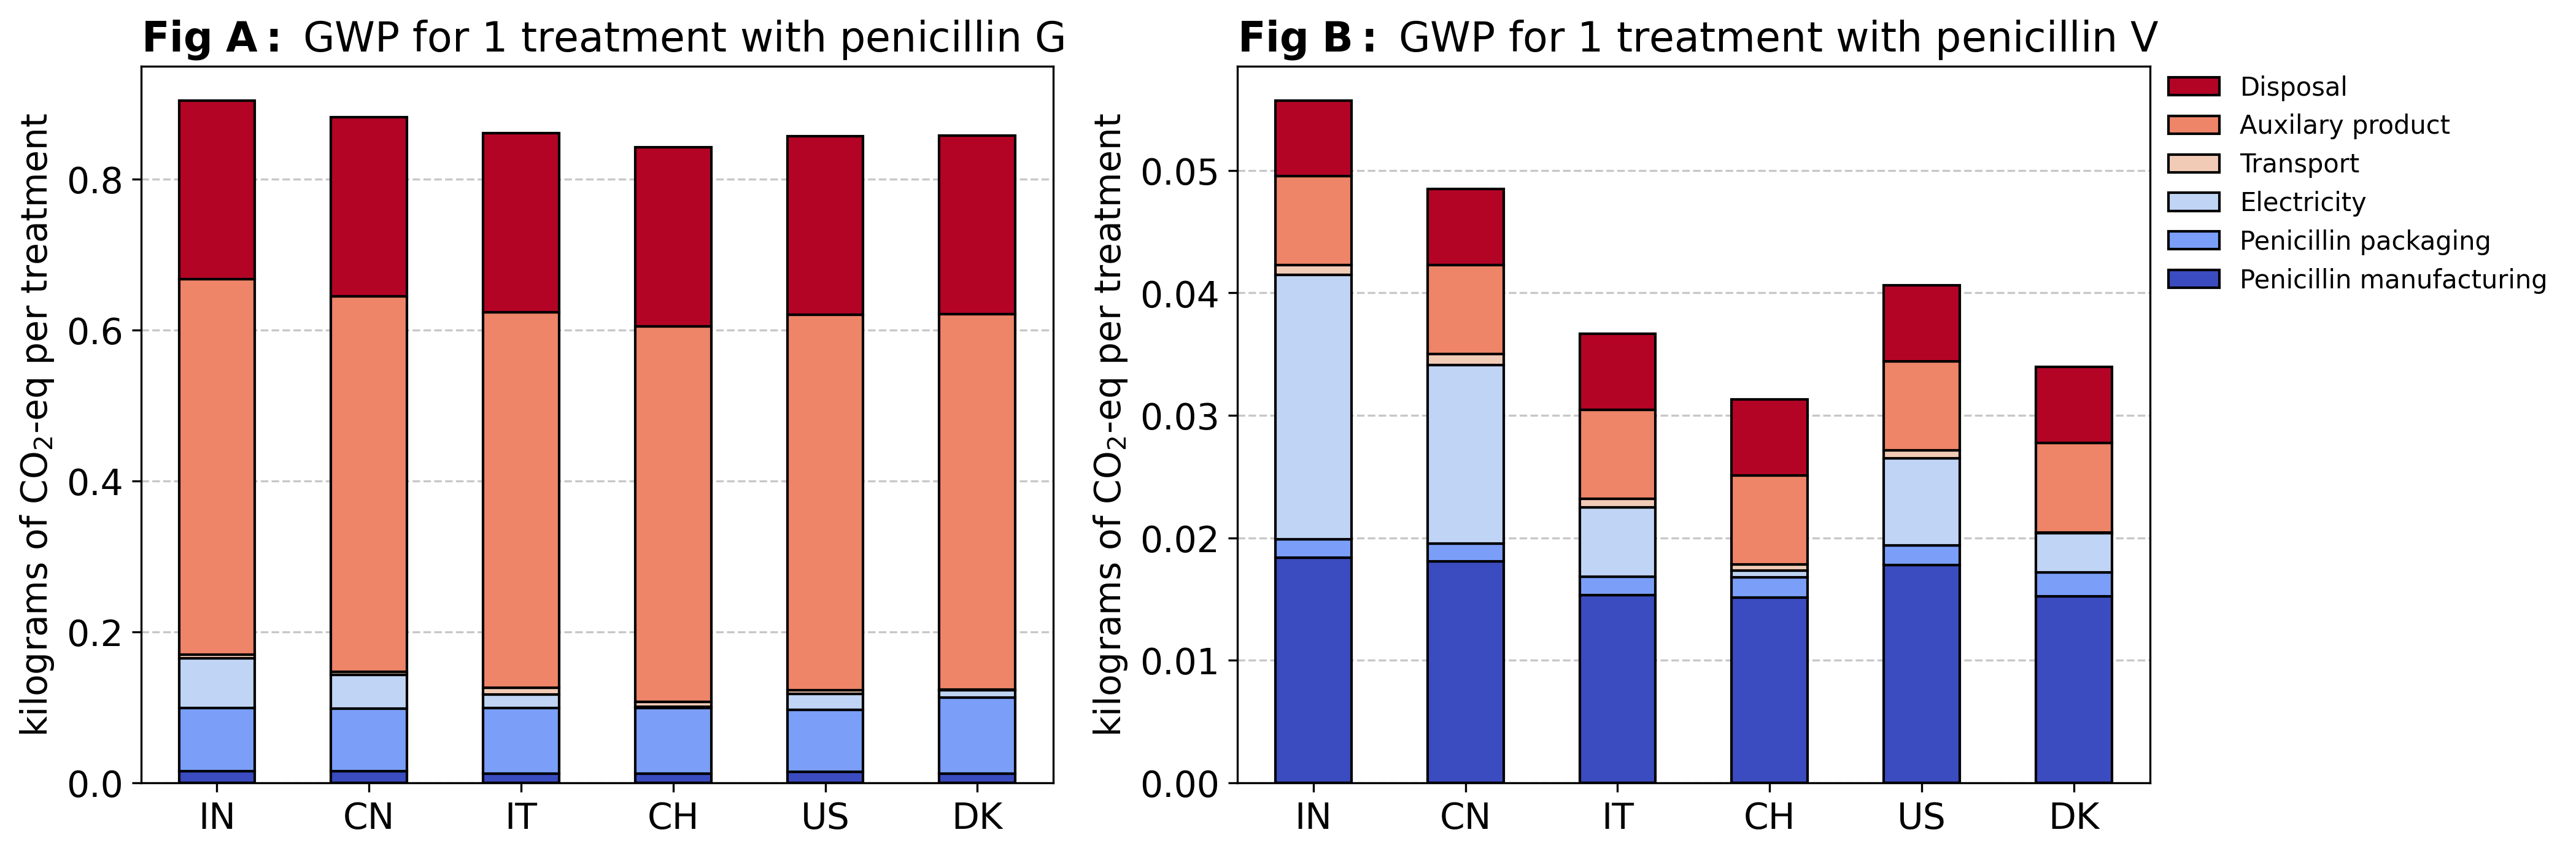 Fig A: GWP for 1 treatment with penicillin G
kilograms of CO₂-eq per treatment
0.8
0.6
0.4
0.2
0.0
IN CN IT CH US DK
Fig B: GWP for 1 treatment with penicillin V
kilograms of CO₂-eq per treatment
0.05
0.04
0.03
0.02
0.01
0.00
IN CN IT CH US DK
Disposal
Auxilary product
Transport
Electricity
Penicillin packaging
Penicillin manufacturing